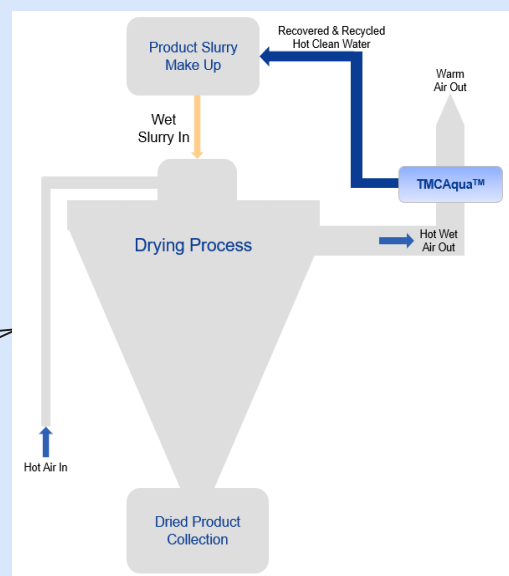 Product Slurry
Make Up
Recovered & Recycled
Hot Clean Water
Warm
Air Out
Wet
Slurry In
TMCAqua™
Drying Process
Hot Wet
Air Out
Hot Air In
Dried Product
Collection